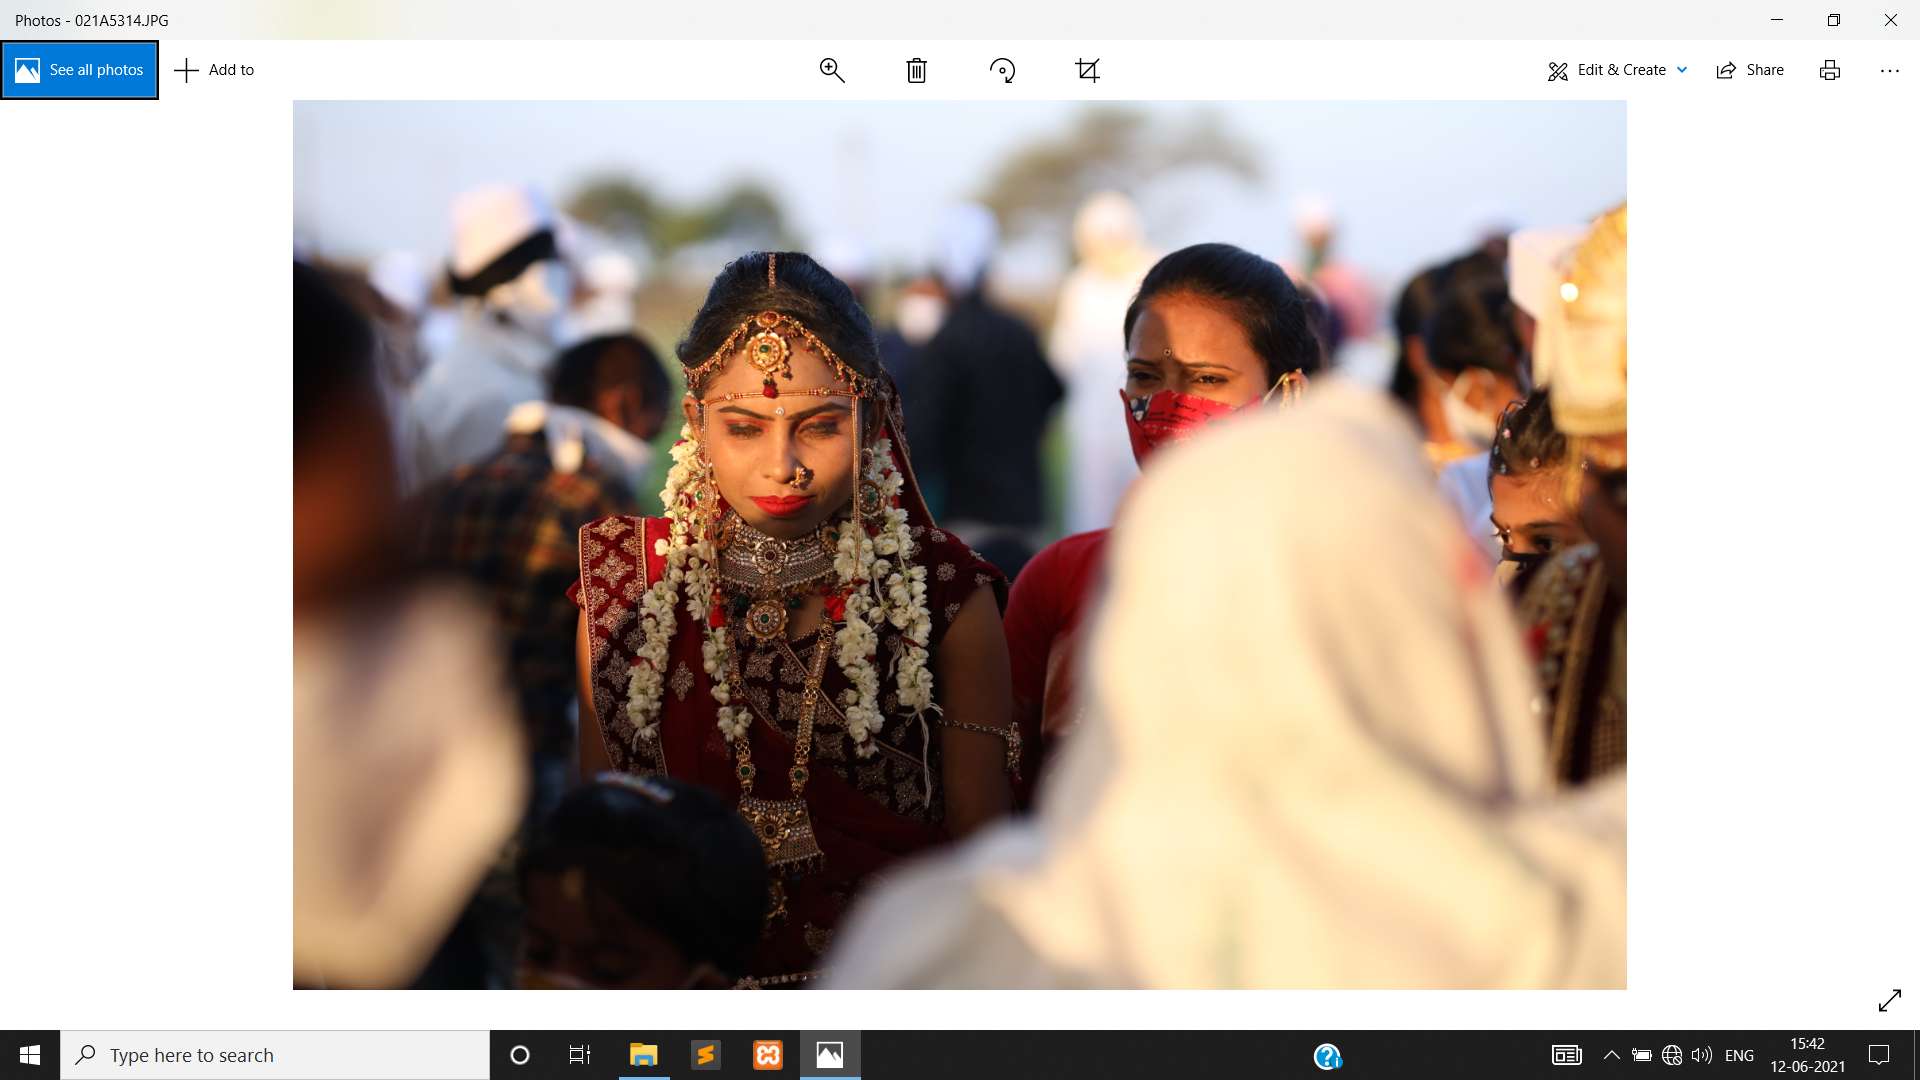 Photos - 021A5314.JPG
See all photos
Add to
Edit & Create
Share
Type here to search
ENG
15:42
12-06-2021